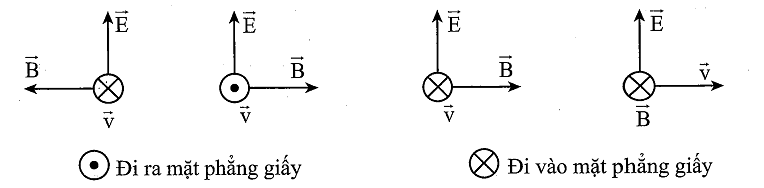 E⃗ E⃗ E⃗ E⃗
B⃗ B⃗ B⃗ v⃗
v⃗ v⃗ v⃗ B⃗
Đi ra mặt phẳng giấy Đi vào mặt phẳng giấy